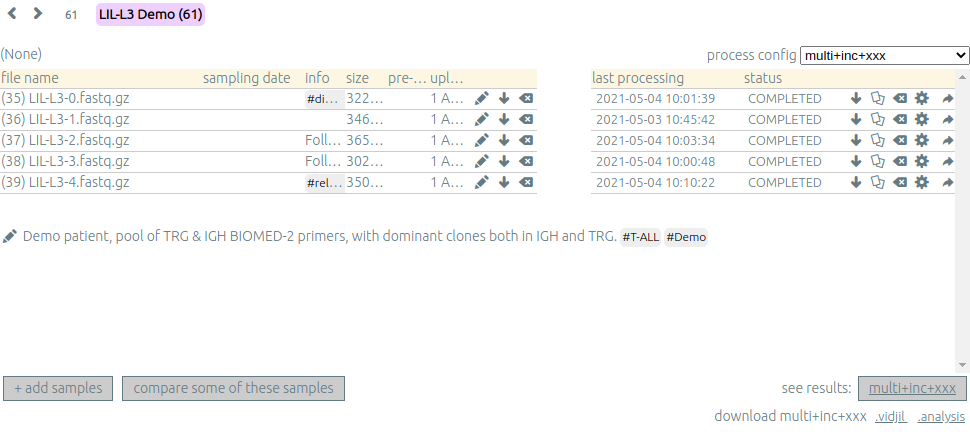 61 LIL-L3 Demo (61)
(None) process config multi+inc+xxx
file name sampling date info size pre-... upl... last processing status
(35) LIL-L3-0.fastq.gz #di... 322... 1 A... 2021-05-04 10:01:39 COMPLETED
(36) LIL-L3-1.fastq.gz 346... 2021-05-03 10:45:42 COMPLETED
(37) LIL-L3-2.fastq.gz Foll... 365... 1 A... 2021-05-04 10:03:34 COMPLETED
(38) LIL-L3-3.fastq.gz Foll... 302... 1 A... 2021-05-04 10:00:48 COMPLETED
(39) LIL-L3-4.fastq.gz #rel... 350... 1 A... 2021-05-04 10:10:22 COMPLETED
Demo patient, pool of TRG & IGH BIOMED-2 primers, with dominant clones both in IGH and TRG. #T-ALL #Demo
+ add samples compare some of these samples see results: multi+inc+xxx
download multi+inc+xxx .vidjil .analysis